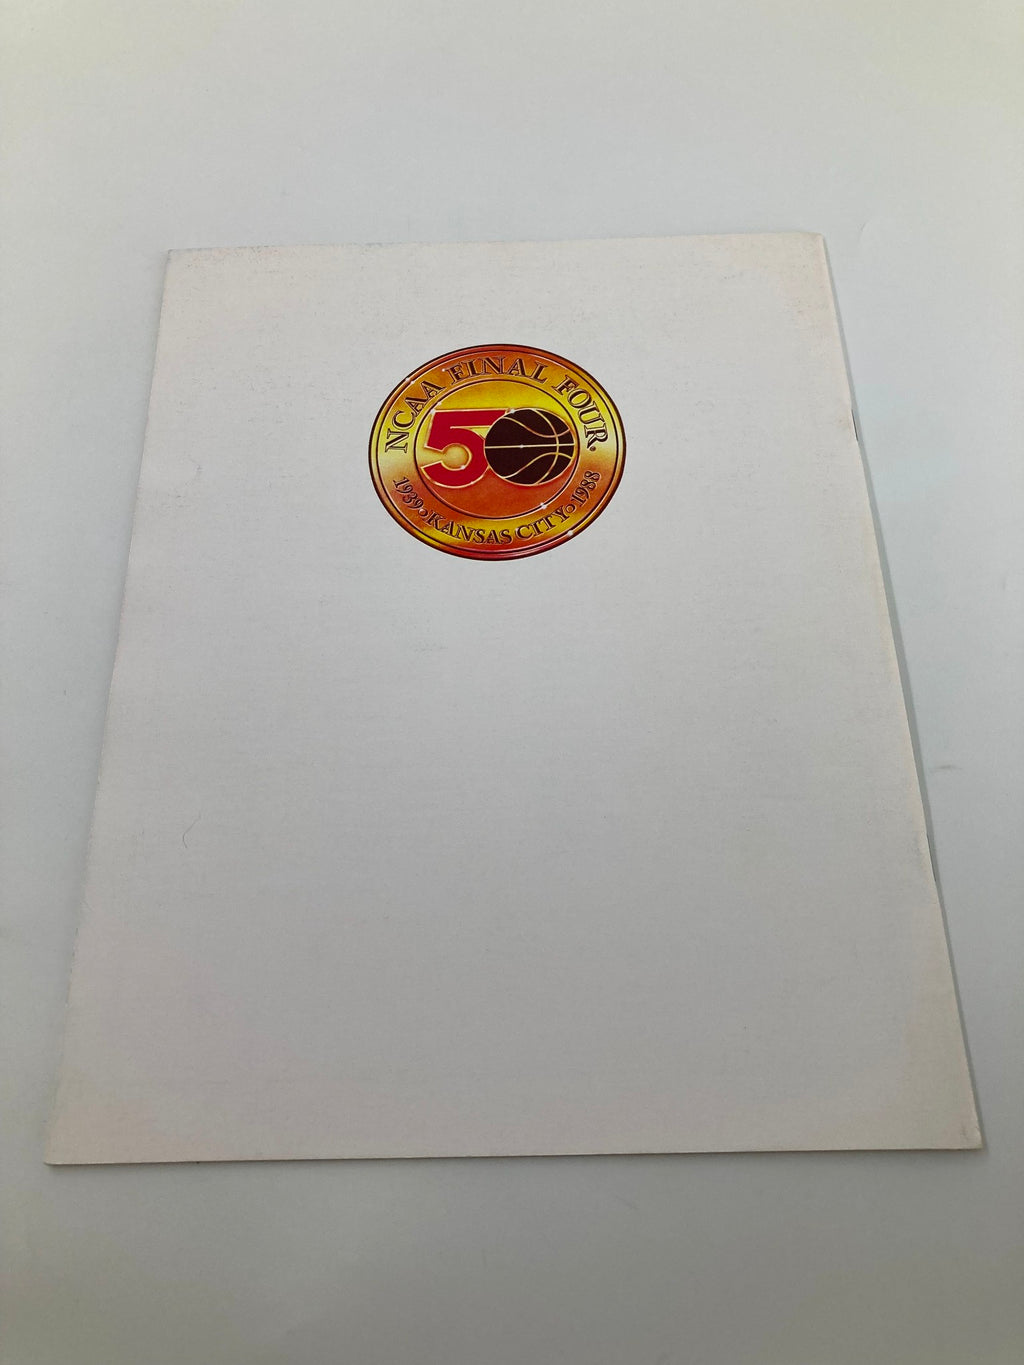 NCAA FINAL FOUR®
50
1939 ○ KANSAS CITY ○ 1988